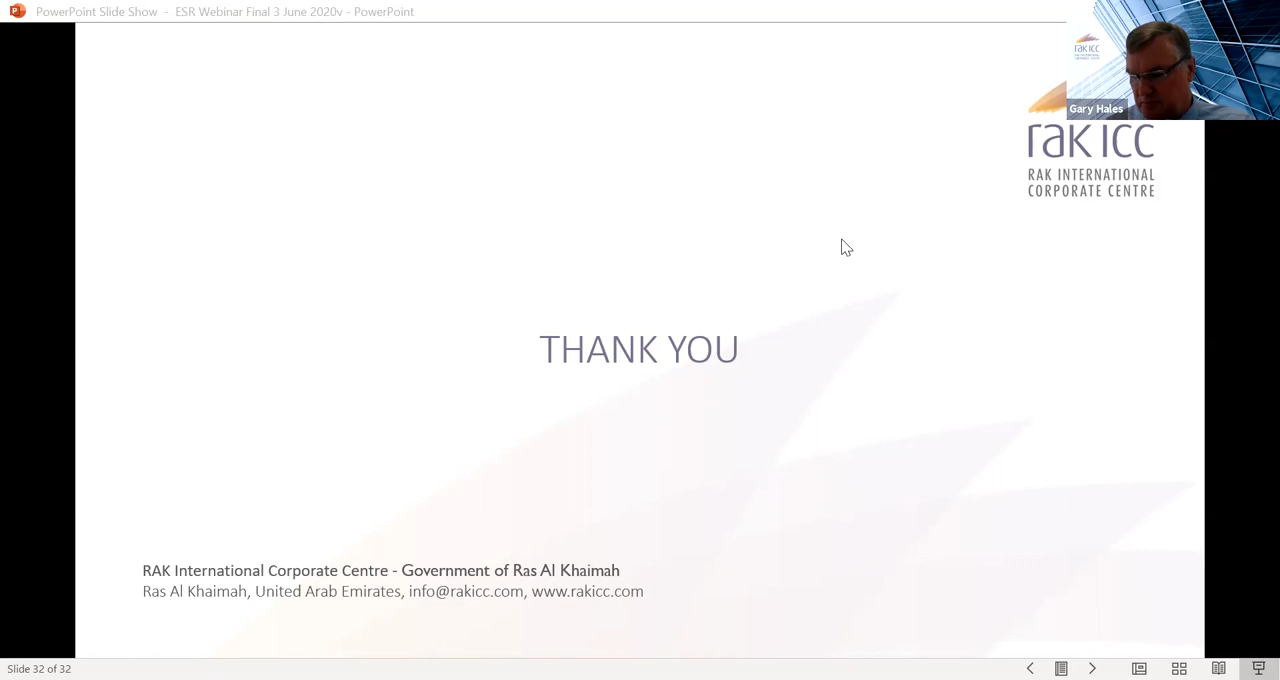 PowerPoint Slide Show - ESR Webinar Final 3 June 2020v - PowerPoint
rak icc
Gary Hales
rak icc
RAK INTERNATIONAL
CORPORATE CENTRE
THANK YOU
RAK International Corporate Centre - Government of Ras Al Khaimah
Ras Al Khaimah, United Arab Emirates, info@rakicc.com, www.rakicc.com
Slide 32 of 32